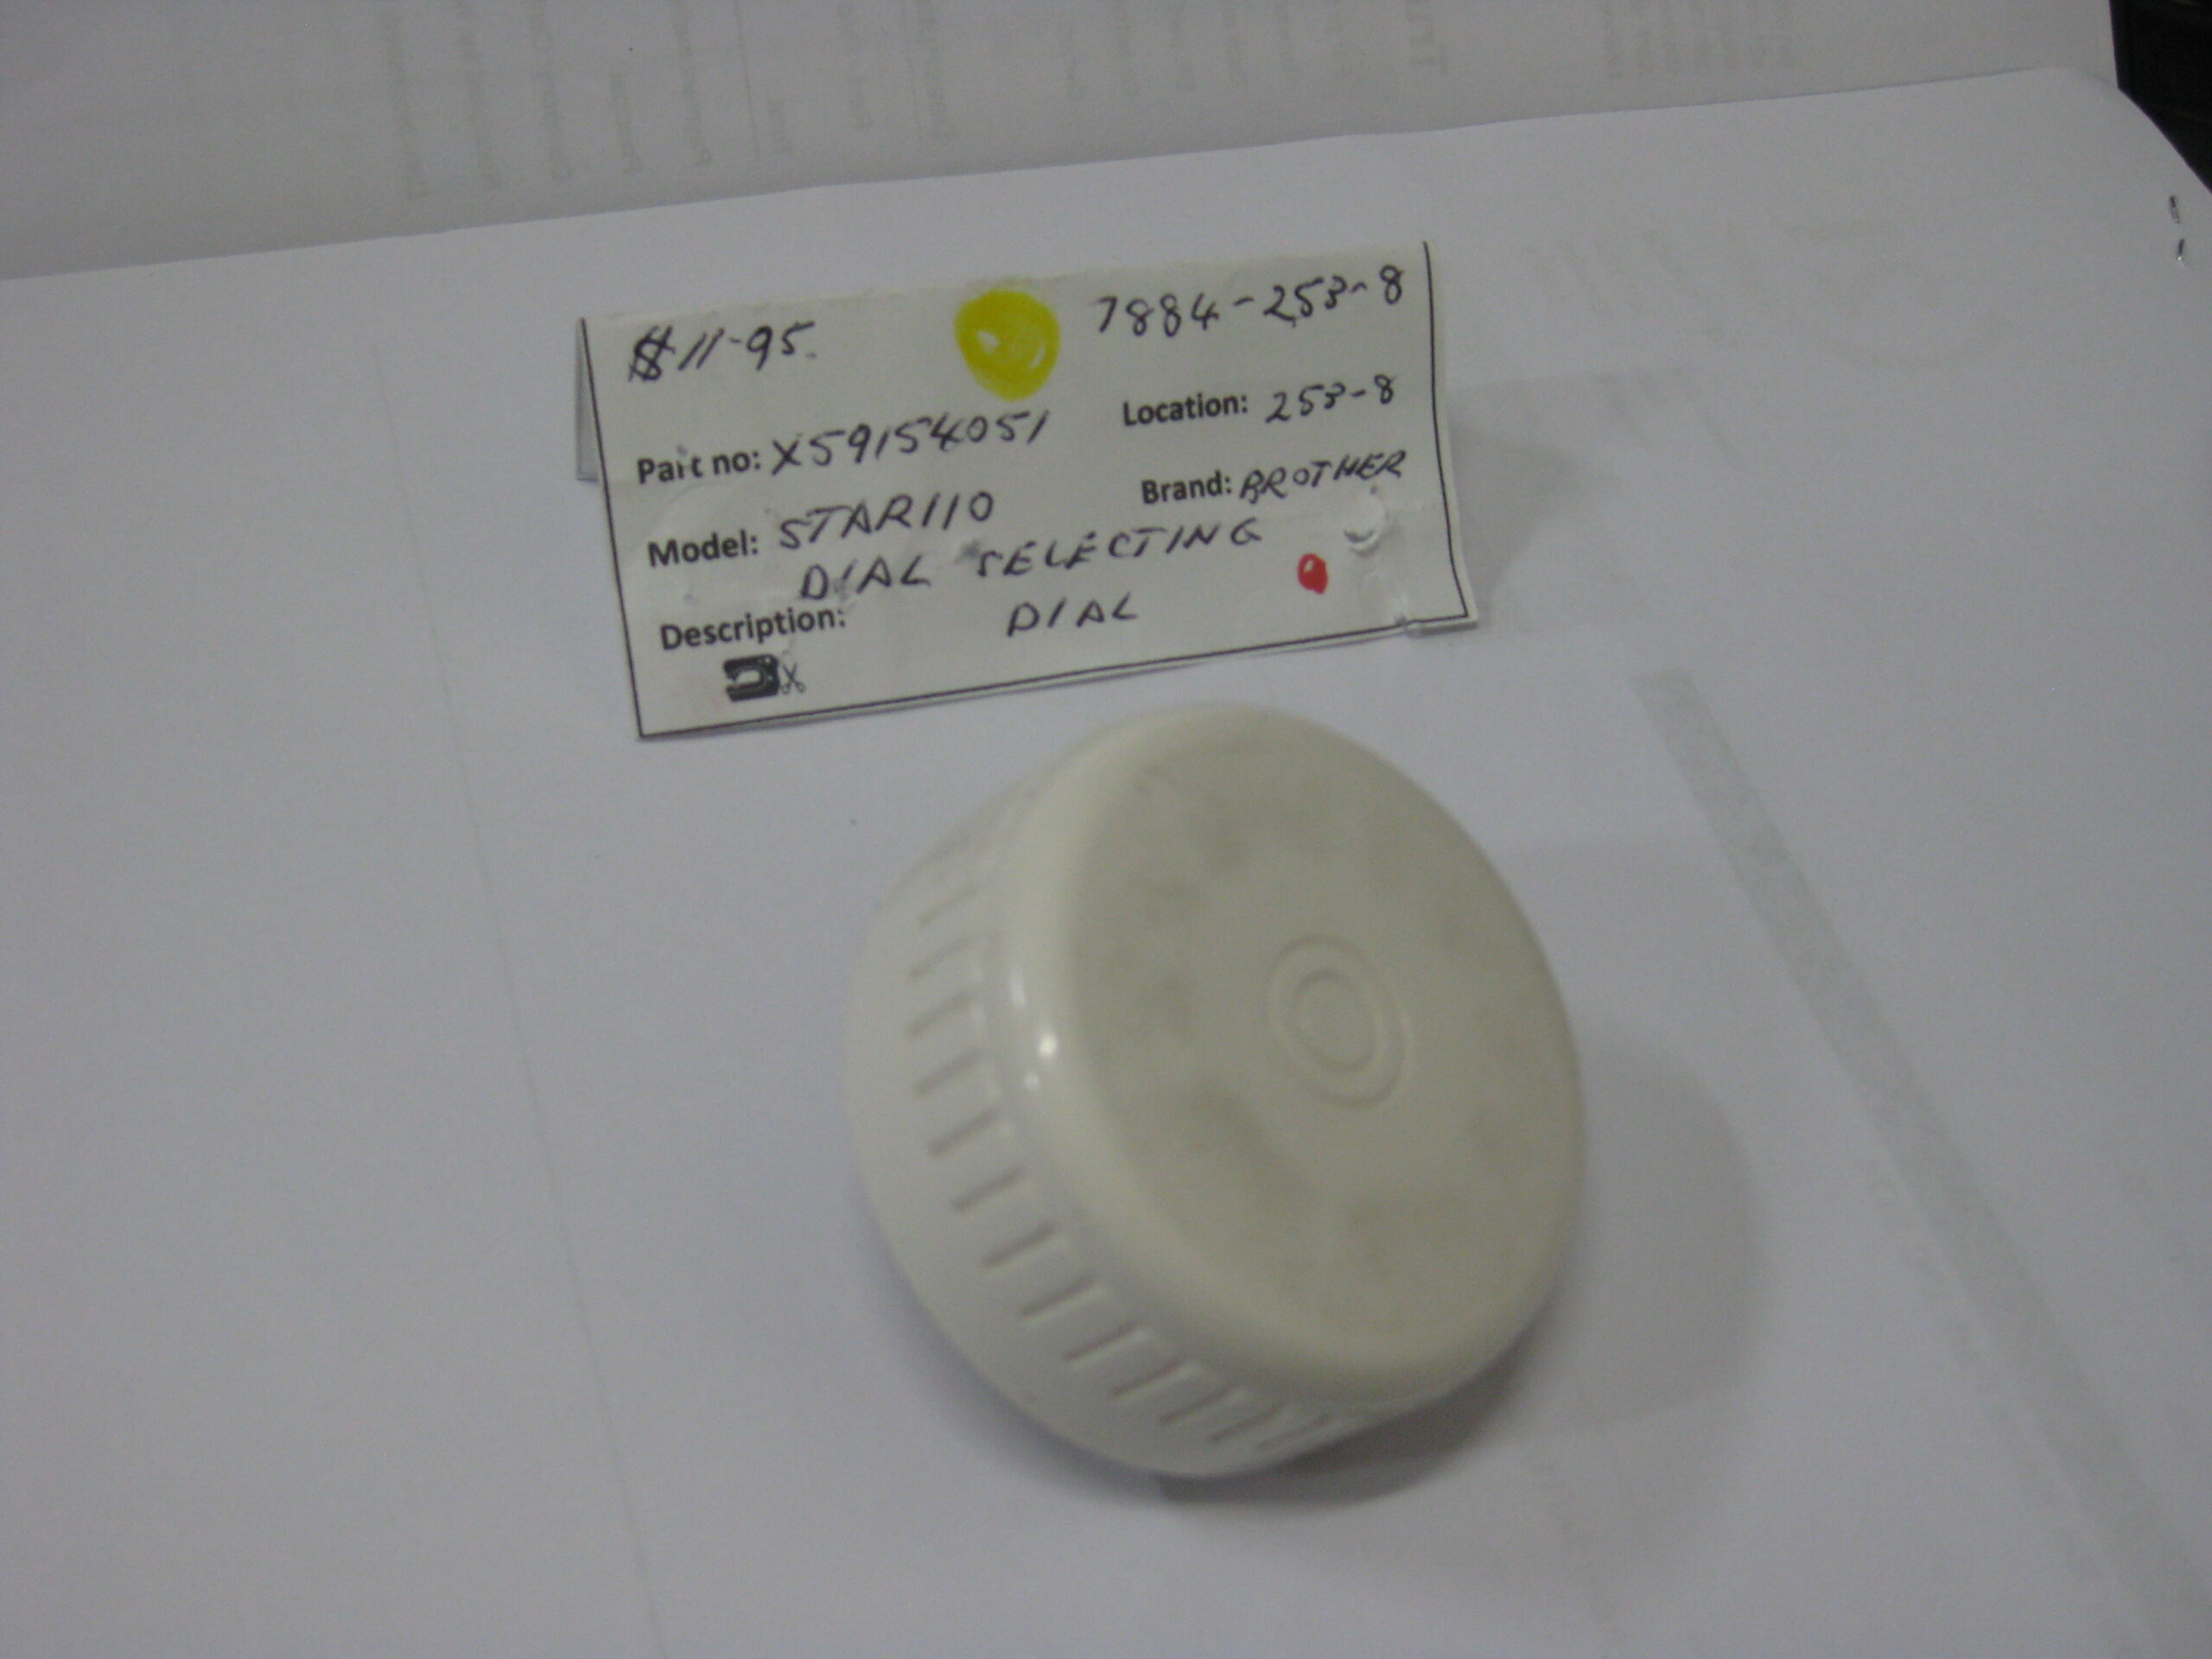 $11-95. 7884-253-8
Part no: X59154051 Location: 253-8
Model: STAR110 Brand: BROTHER
DIAL SELECTING
Description: DIAL